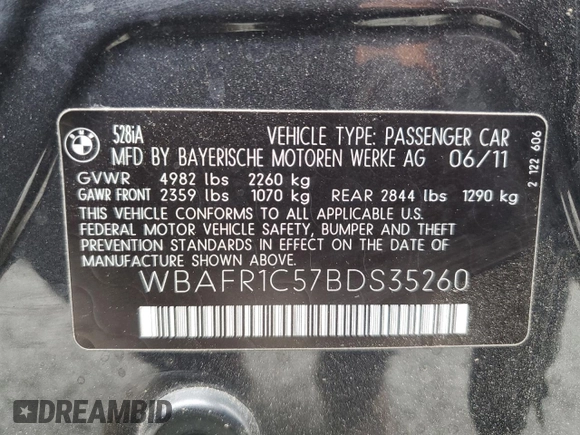 528iA VEHICLE TYPE: PASSENGER CAR
MFD BY BAYERISCHE MOTOREN WERKE AG 06/11
GVWR 4982 lbs 2260 kg
GAWR FRONT 2359 lbs 1070 kg REAR 2844 lbs 1290 kg
THIS VEHICLE CONFORMS TO ALL APPLICABLE U.S.
FEDERAL MOTOR VEHICLE SAFETY, BUMPER AND THEFT
PREVENTION STANDARDS IN EFFECT ON THE DATE OF
MANUFACTURE SHOWN ABOVE.
WBAFR1C57BDS35260
2 122 606
DREAMBID